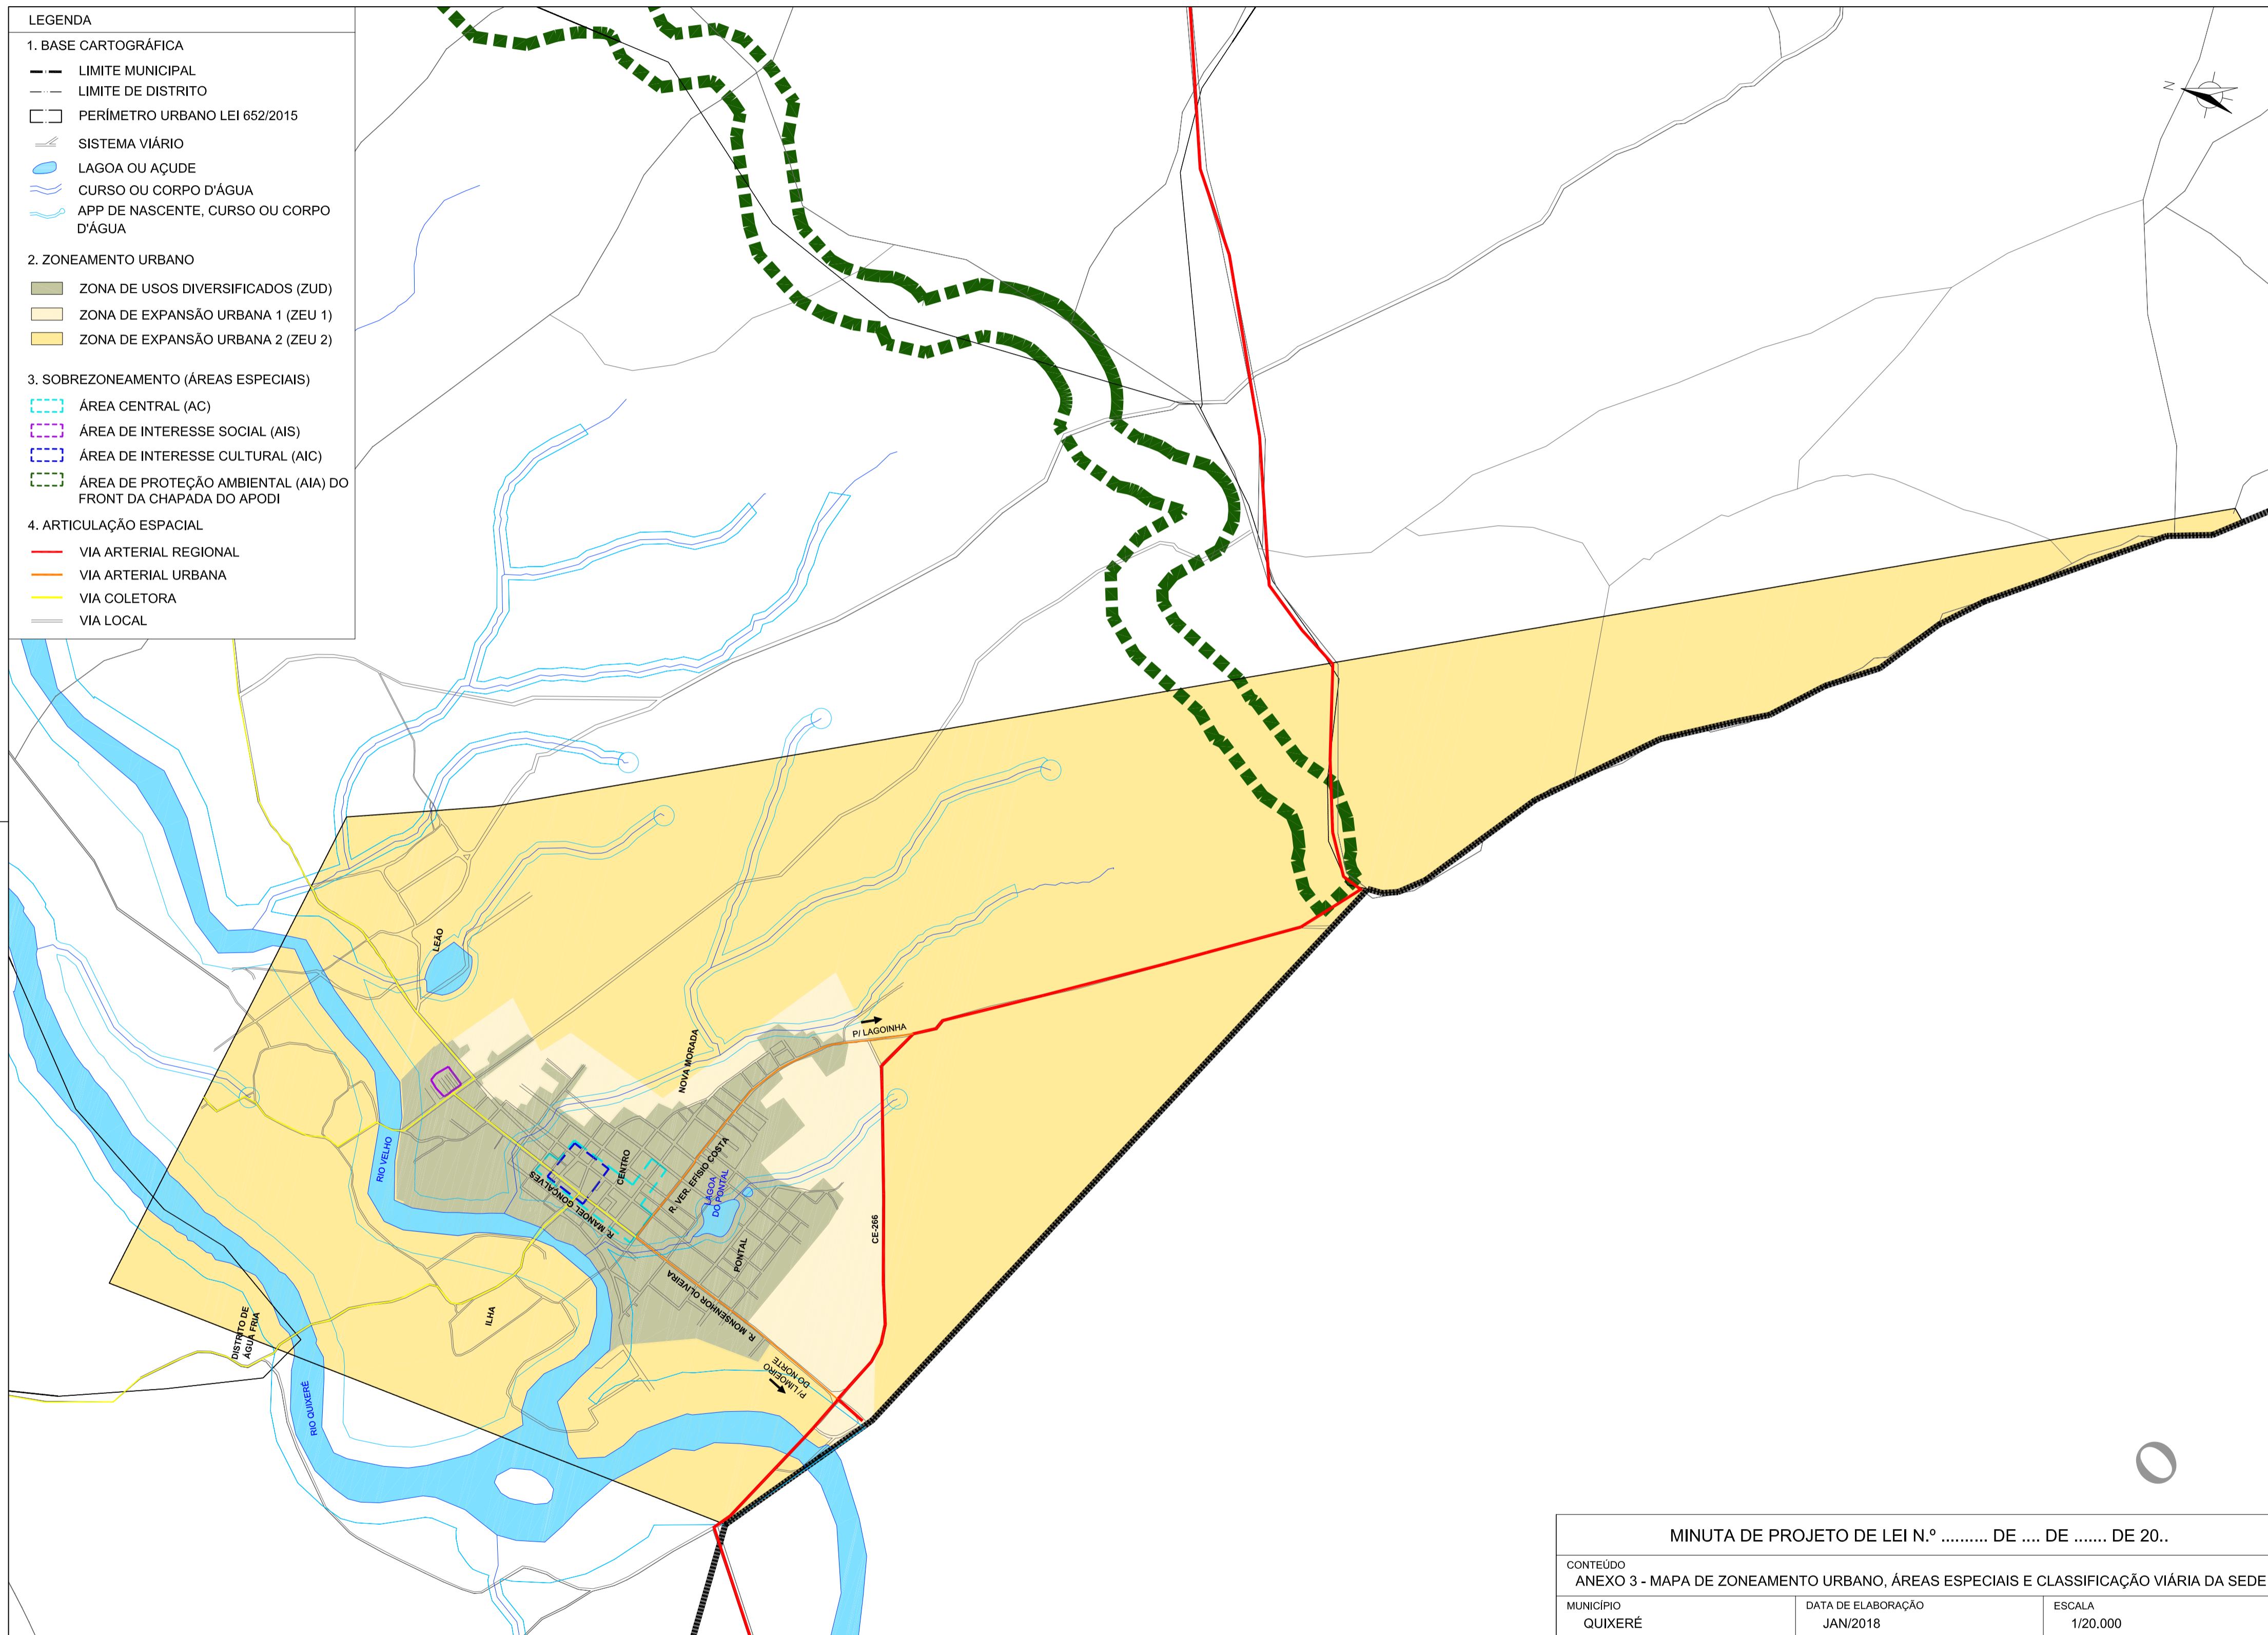 LEGENDA
1. BASE CARTOGRÁFICA
LIMITE MUNICIPAL
LIMITE DE DISTRITO
PERÍMETRO URBANO LEI 652/2015
SISTEMA VIÁRIO
LAGOA OU AÇUDE
CURSO OU CORPO D'ÁGUA
APP DE NASCENTE, CURSO OU CORPO
D'ÁGUA
2. ZONEAMENTO URBANO
ZONA DE USOS DIVERSIFICADOS (ZUD)
ZONA DE EXPANSÃO URBANA 1 (ZEU 1)
ZONA DE EXPANSÃO URBANA 2 (ZEU 2)
3. SOBREZONEAMENTO (ÁREAS ESPECIAIS)
ÁREA CENTRAL (AC)
ÁREA DE INTERESSE SOCIAL (AIS)
ÁREA DE INTERESSE CULTURAL (AIC)
ÁREA DE PROTEÇÃO AMBIENTAL (AIA) DO
FRONT DA CHAPADA DO APODI
4. ARTICULAÇÃO ESPACIAL
VIA ARTERIAL REGIONAL
VIA ARTERIAL URBANA
VIA COLETORA
VIA LOCAL
N
LEÃO
P/ LAGOINHA
NOVA MORADA
RIO VELHO
CENTRO
R. MANOEL GONÇALVES
R. VER. EFÍSIO COSTA
LAGOA
DO PONTAL
PONTAL
CE-266
R. MONSENHOR OLIVEIRA
ILHA
DISTRITO DE
ÁGUA FRIA
P/ LIMOEIRO
DO NORTE
RIO QUIXERÉ
MINUTA DE PROJETO DE LEI N.º .......... DE .... DE ....... DE 20..
CONTEÚDO
ANEXO 3 - MAPA DE ZONEAMENTO URBANO, ÁREAS ESPECIAIS E CLASSIFICAÇÃO VIÁRIA DA SEDE
MUNICÍPIO
QUIXERÉ
DATA DE ELABORAÇÃO
JAN/2018
ESCALA
1/20.000